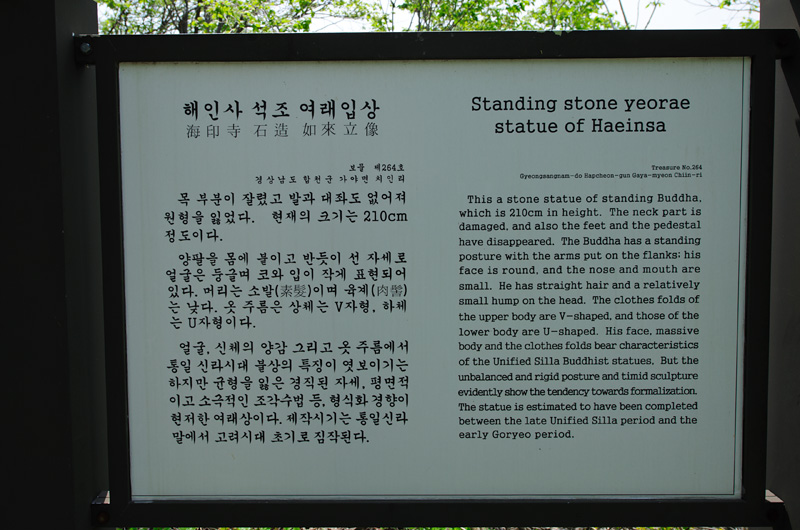 해인사 석조 여래입상
海印寺 石造 如來立像
보물 제264호
경상남도 합천군 가야면 치인리
목 부분이 잘렸고 발과 대좌도 없어져
원형을 잃었다. 현재의 크기는 210cm
정도이다.
양팔을 몸에 붙이고 반듯이 선 자세로
얼굴은 둥글며 코와 입이 작게 표현되어
있다. 머리는 소발(素髮)이며 육계(肉髻)
는 낮다. 옷 주름은 상체는 V자형, 하체
는 U자형이다.
얼굴, 신체의 양감 그리고 옷 주름에서
통일 신라시대 불상의 특징이 엿보이기는
하지만 균형을 잃은 경직된 자세, 평면적
이고 소극적인 조각수법 등, 형식화 경향이
현저한 여래상이다. 제작시기는 통일신라
말에서 고려시대 초기로 짐작된다.
Standing stone yeorae
statue of Haeinsa
Treasure No.264
Gyeongsangnam-do Hapcheon-gun Gaya-myeon Chiin-ri
This a stone statue of standing Buddha,
which is 210cm in height. The neck part is
damaged, and also the feet and the pedestal
have disappeared. The Buddha has a standing
posture with the arms put on the flanks; his
face is round, and the nose and mouth are
small. He has straight hair and a relatively
small hump on the head. The clothes folds of
the upper body are V-shaped, and those of the
lower body are U-shaped. His face, massive
body and the clothes folds bear characteristics
of the Unified Silla Buddhist statues. But the
unbalanced and rigid posture and timid sculpture
evidently show the tendency towards formalization.
The statue is estimated to have been completed
between the late Unified Silla period and the
early Goryeo period.